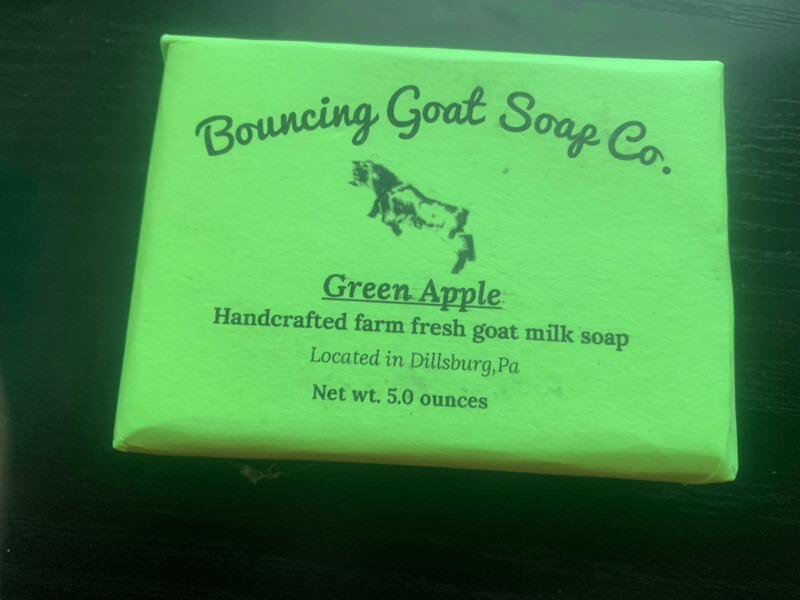 Bouncing Goat Soap Co.
Green Apple
Handcrafted farm fresh goat milk soap
Located in Dillsburg,Pa
Net wt. 5.0 ounces